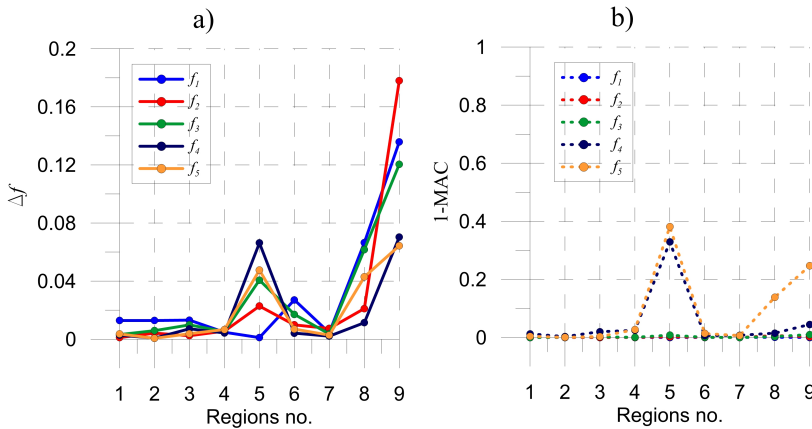 a)
0.2
0.16
0.12
0.08
0.04
0
Δf
f1
f2
f3
f4
f5
1 2 3 4 5 6 7 8 9
Regions no.
b)
1
0.8
0.6
0.4
0.2
0
1-MAC
f1
f2
f3
f4
f5
1 2 3 4 5 6 7 8 9
Regions no.